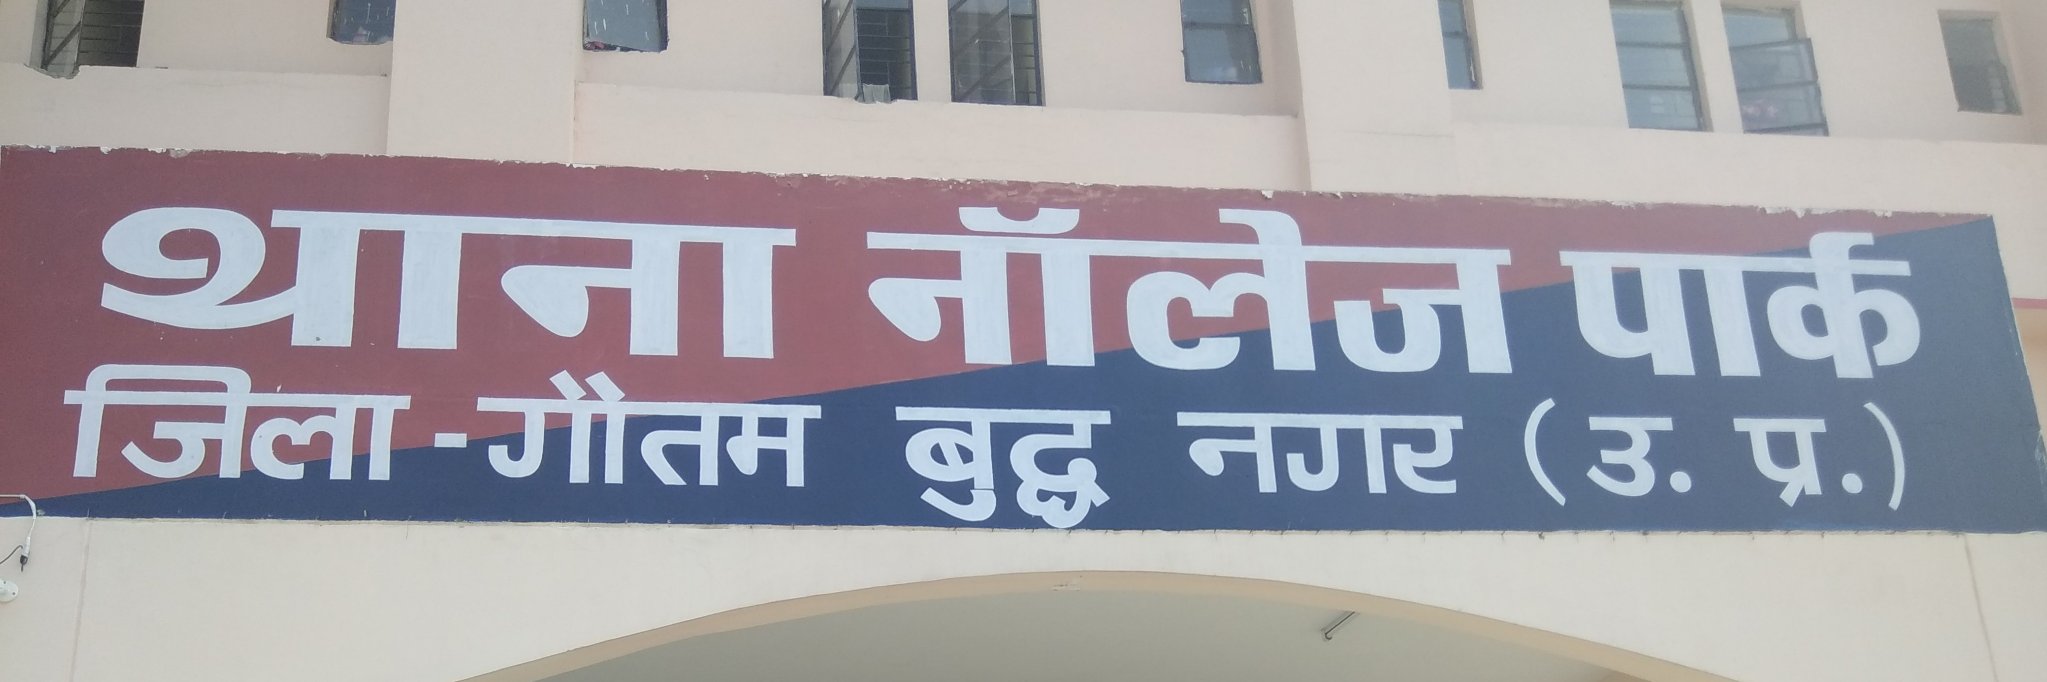 थाना नॉलेज पार्क
जिला - गौतम बुद्ध नगर ( उ. प्र. )